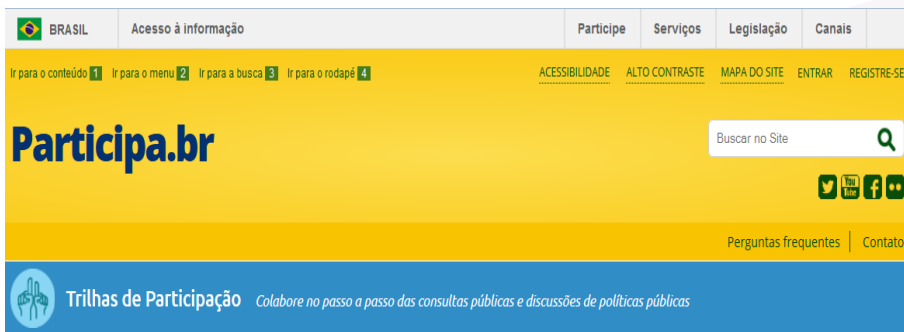 BRASIL Acesso à informação Participe Serviços Legislação Canais
Ir para o conteúdo 1 Ir para o menu 2 Ir para a busca 3 Ir para o rodapé 4 ACESSIBILIDADE ALTO CONTRASTE MAPA DO SITE ENTRAR REGISTRE-SE
Participa.br
Buscar no Site
You Tube
Perguntas frequentes | Contato
Trilhas de Participação Colabore no passo a passo das consultas públicas e discussões de políticas públicas